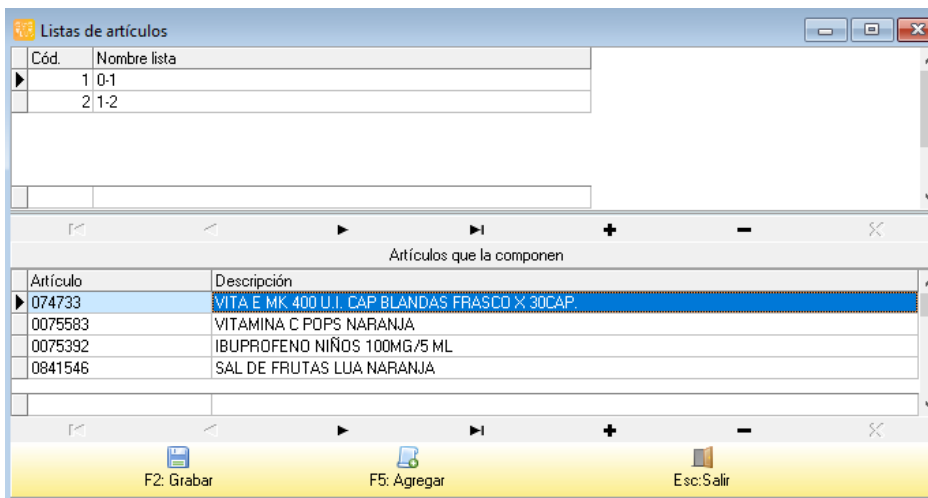 Listas de artículos
Cód. Nombre lista
1 0-1
2 1-2
Artículos que la componen
Artículo Descripción
074733 VITA E MK 400 U.I. CAP BLANDAS FRASCO X 30CAP.
0075583 VITAMINA C POPS NARANJA
0075392 IBUPROFENO NIÑOS 100MG/5 ML
0841546 SAL DE FRUTAS LUA NARANJA
F2: Grabar F5: Agregar Esc:Salir